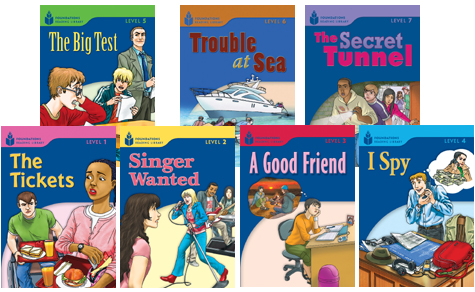 FOUNDATIONS
READING LIBRARY
LEVEL 5
The Big Test
FOUNDATIONS
READING LIBRARY
LEVEL 6
Trouble
at Sea
FOUNDATIONS
READING LIBRARY
LEVEL 7
The Secret
Tunnel
FOUNDATIONS
READING LIBRARY
LEVEL 1
The
Tickets
FOUNDATIONS
READING LIBRARY
LEVEL 2
Singer
Wanted
FOUNDATIONS
READING LIBRARY
LEVEL 3
A Good Friend
FOUNDATIONS
READING LIBRARY
LEVEL 4
I Spy